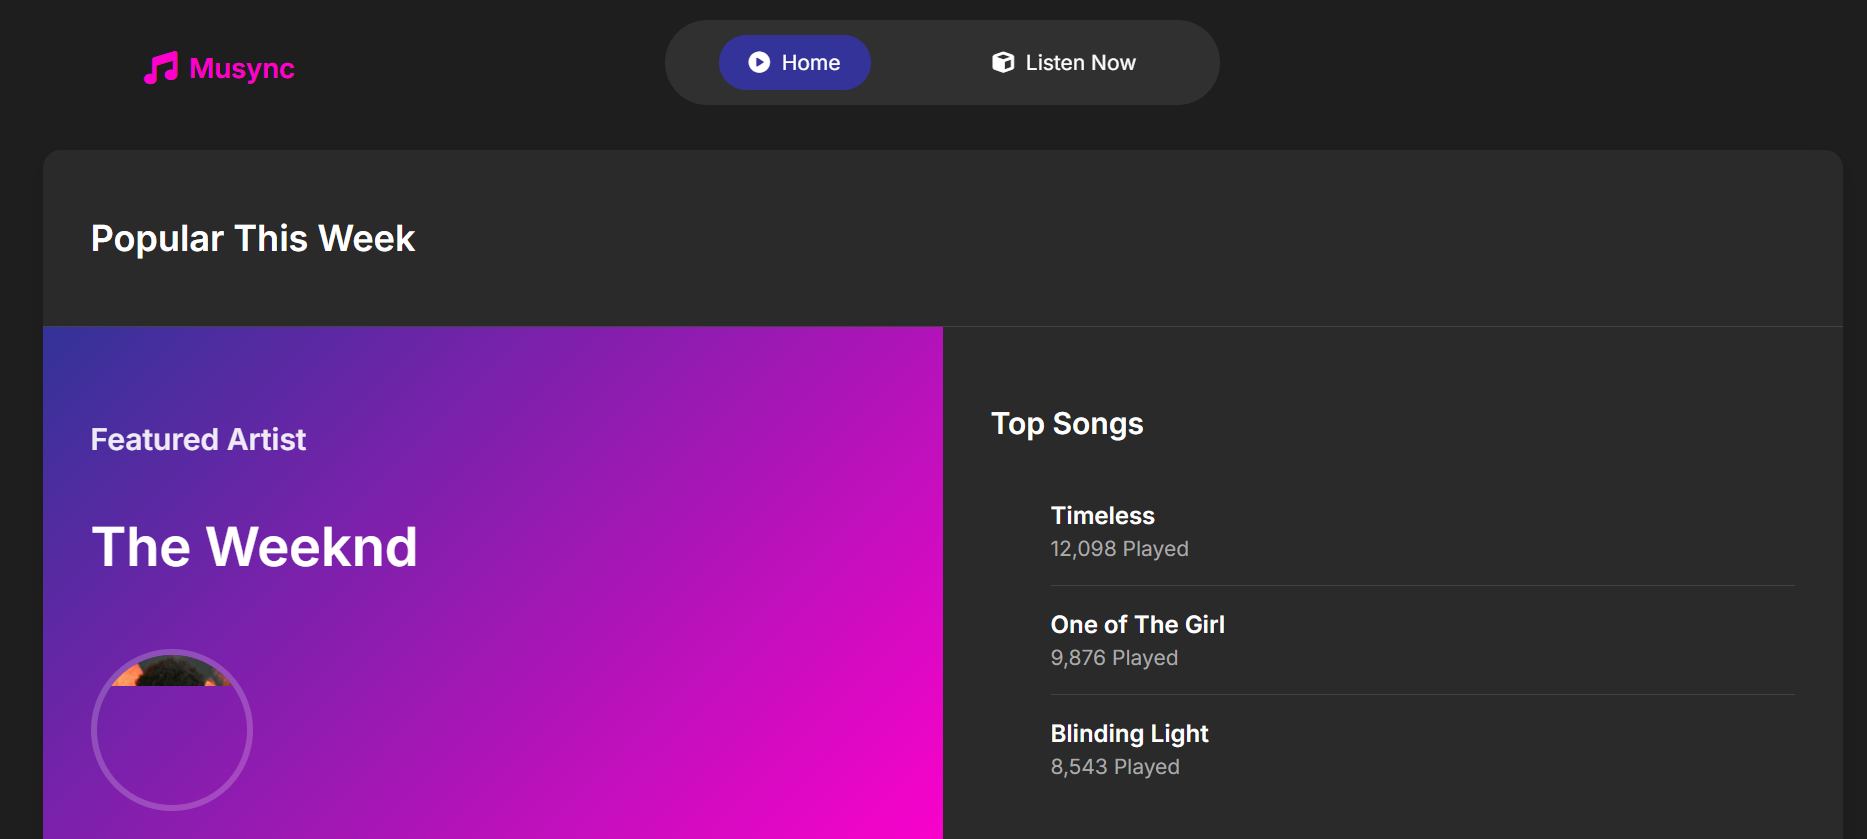 Musync
Home
Listen Now
Popular This Week
Featured Artist
The Weeknd
Top Songs
Timeless
12,098 Played
One of The Girl
9,876 Played
Blinding Light
8,543 Played